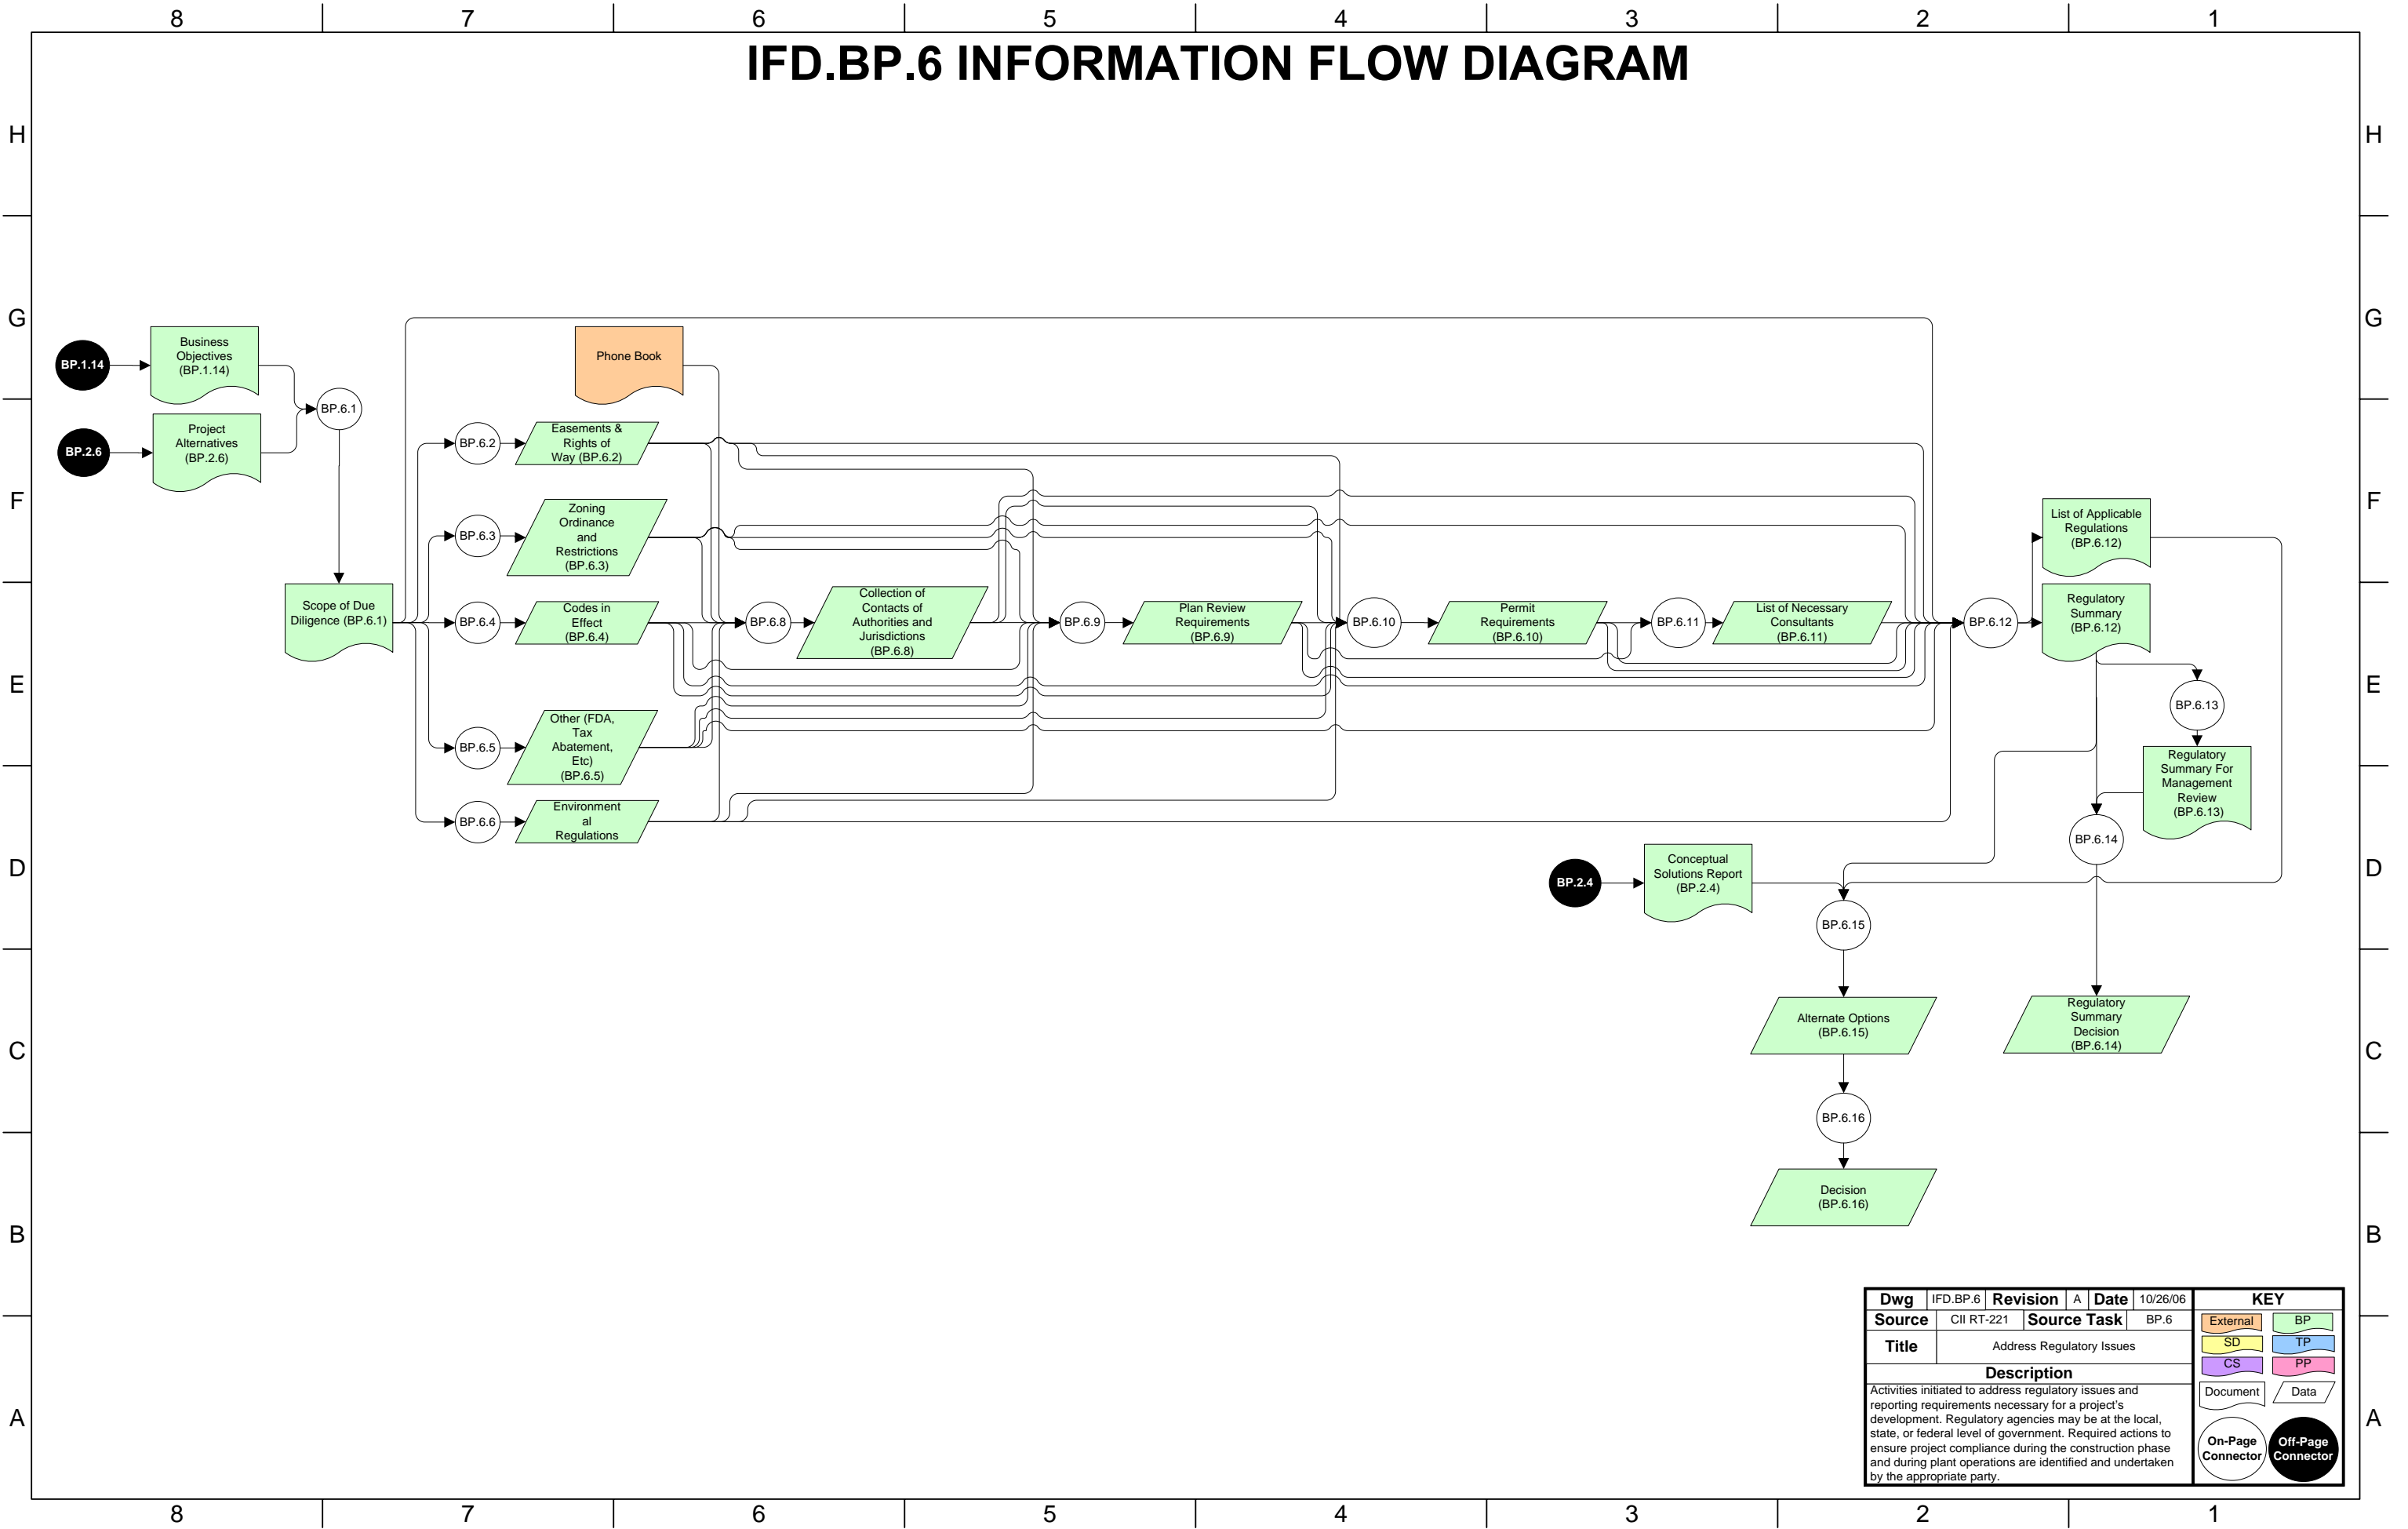 8 7 6 5 4 3 2 1
IFD.BP.6 INFORMATION FLOW DIAGRAM
H H
G G
BP.1.14
Business
Objectives
(BP.1.14)
Phone Book
BP.6.1
BP.2.6
Project
Alternatives
(BP.2.6)
BP.6.2
Easements &
Rights of
Way (BP.6.2)
F F
BP.6.3
Zoning
Ordinance
and
Restrictions
(BP.6.3)
List of Applicable
Regulations
(BP.6.12)
Scope of Due
Diligence (BP.6.1)
BP.6.4
Codes in
Effect
(BP.6.4)
BP.6.8
Collection of
Contacts of
Authorities and
Jurisdictions
(BP.6.8)
BP.6.9
Plan Review
Requirements
(BP.6.9)
BP.6.10
Permit
Requirements
(BP.6.10)
BP.6.11
List of Necessary
Consultants
(BP.6.11)
BP.6.12
Regulatory
Summary
(BP.6.12)
E E
BP.6.13
BP.6.5
Other (FDA,
Tax
Abatement,
Etc)
(BP.6.5)
Regulatory
Summary For
Management
Review
(BP.6.13)
BP.6.6
Environment
al
Regulations
BP.6.14
D D
BP.2.4
Conceptual
Solutions Report
(BP.2.4)
BP.6.15
Alternate Options
(BP.6.15)
Regulatory
Summary
Decision
(BP.6.14)
C C
BP.6.16
Decision
(BP.6.16)
B B
Dwg IFD.BP.6 Revision A Date 10/26/06
Source CII RT-221 Source Task BP.6
Title Address Regulatory Issues
Description
Activities initiated to address regulatory issues and
reporting requirements necessary for a project's
development. Regulatory agencies may be at the local,
state, or federal level of government. Required actions to
ensure project compliance during the construction phase
and during plant operations are identified and undertaken
by the appropriate party.
KEY
External BP
SD TP
CS PP
Document Data
On-Page
Connector
Off-Page
Connector
A A
8 7 6 5 4 3 2 1